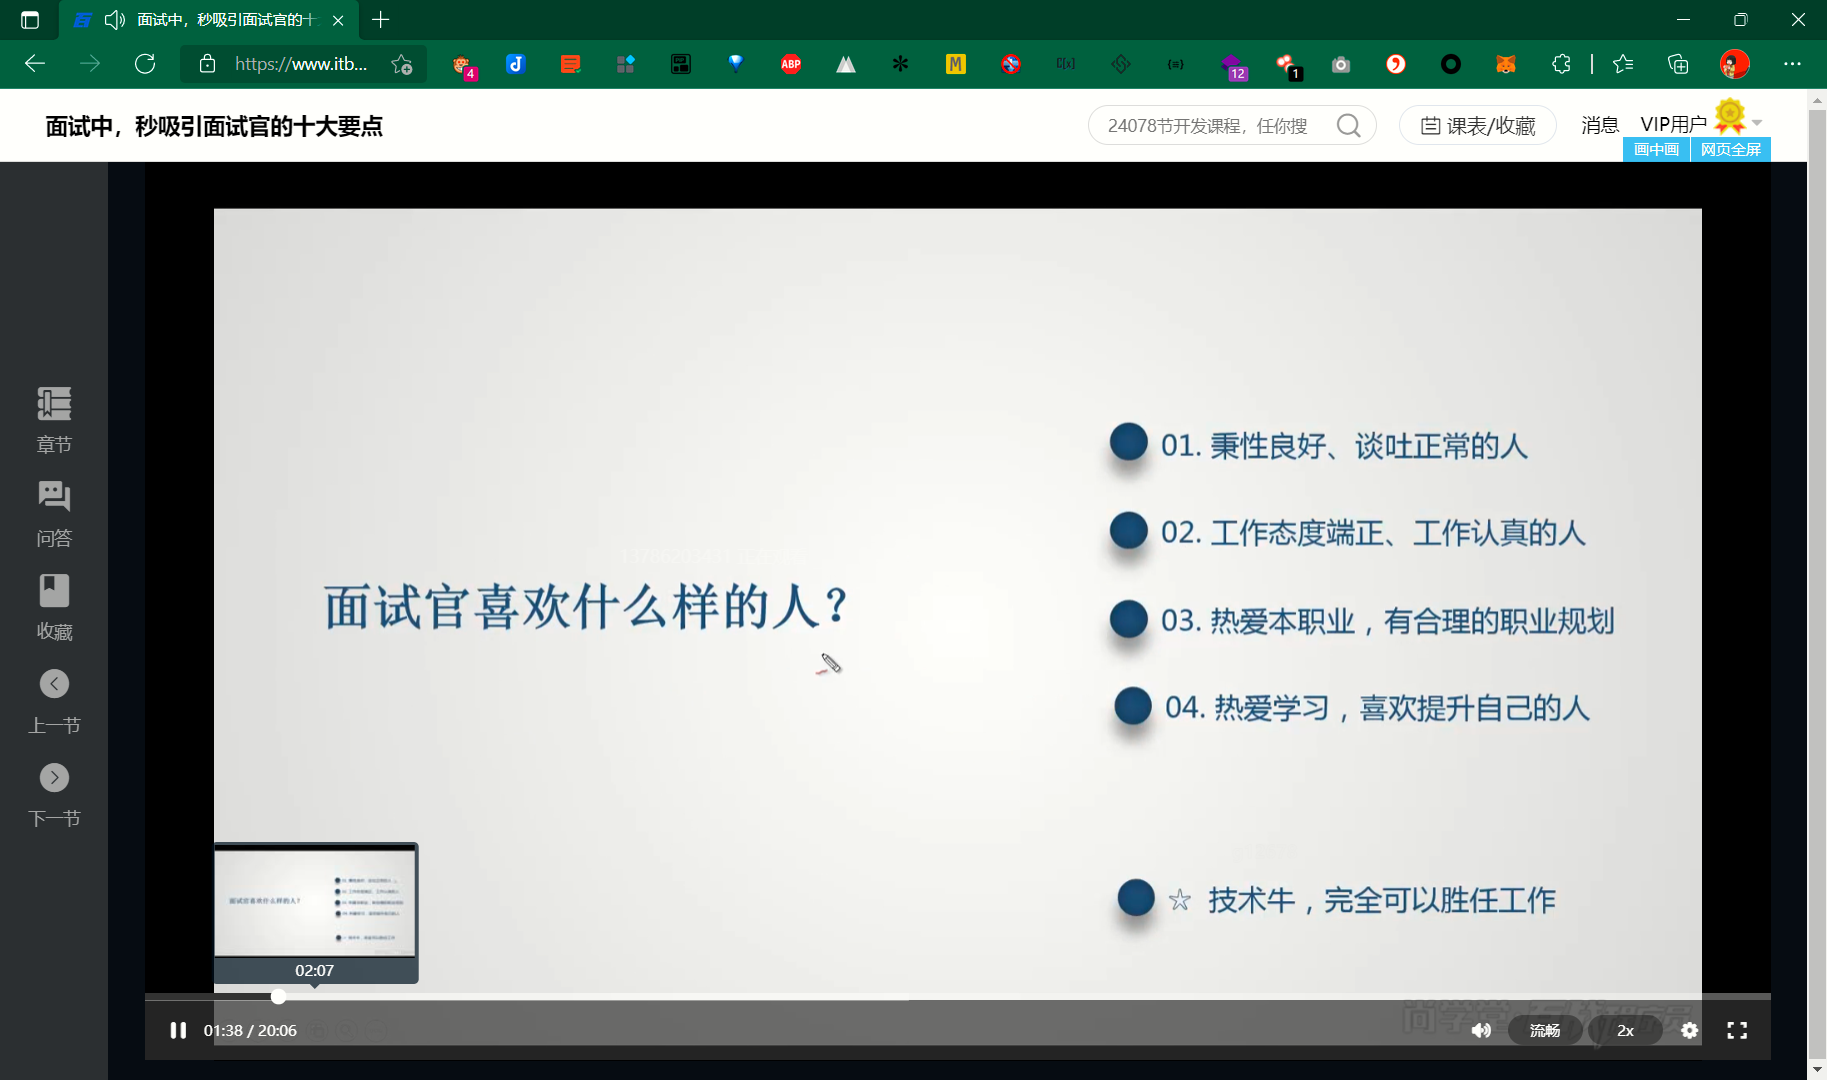 面试中，秒吸引面试官的十
https://www.itb...
4
ABP
M
{≡}
12
1
面试中，秒吸引面试官的十大要点
24078节开发课程，任你搜
课表/收藏
消息
VIP用户
画中画
网页全屏
章节
问答
收藏
上一节
下一节
面试官喜欢什么样的人？
01. 秉性良好、谈吐正常的人
02. 工作态度端正、工作认真的人
03. 热爱本职业，有合理的职业规划
04. 热爱学习，喜欢提升自己的人
☆ 技术牛，完全可以胜任工作
02:07
01:38 / 20:06
流畅
2x